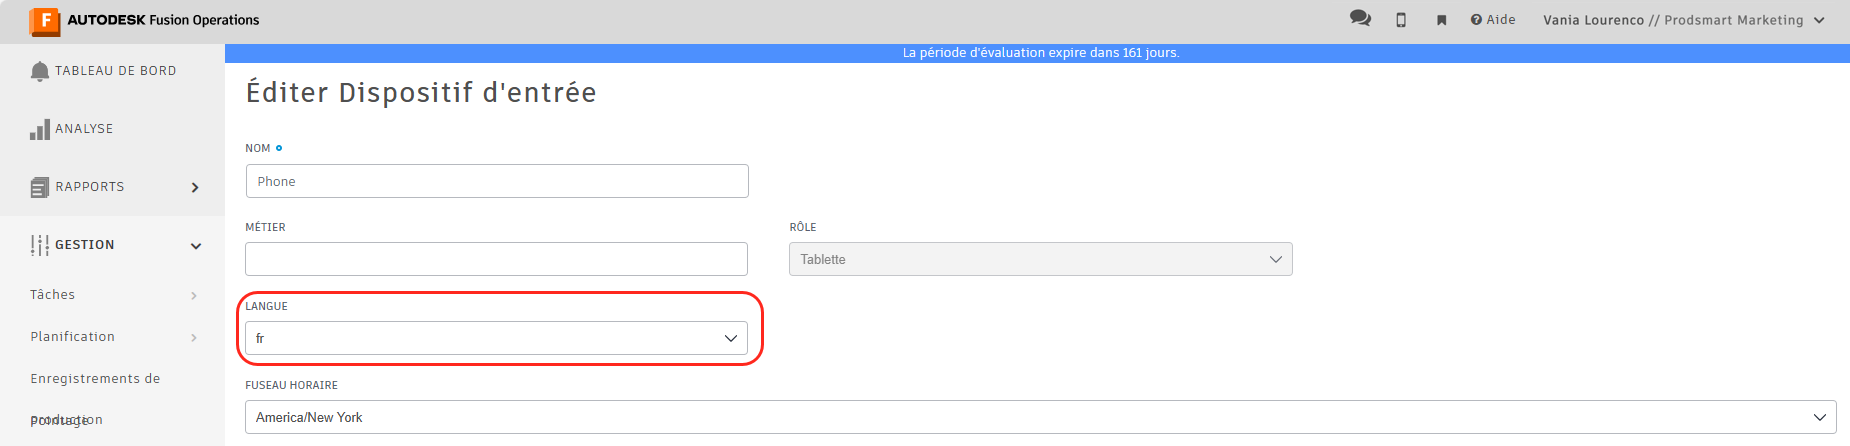 AUTODESK Fusion Operations
Aide
Vania Lourenco // Prodsmart Marketing
La période d'évaluation expire dans 161 jours.
TABLEAU DE BORD
ANALYSE
RAPPORTS
GESTION
Tâches
Planification
Enregistrements de
production
Pointage
Éditer Dispositif d'entrée
NOM
Phone
MÉTIER
RÔLE
Tablette
LANGUE
fr
FUSEAU HORAIRE
America/New York